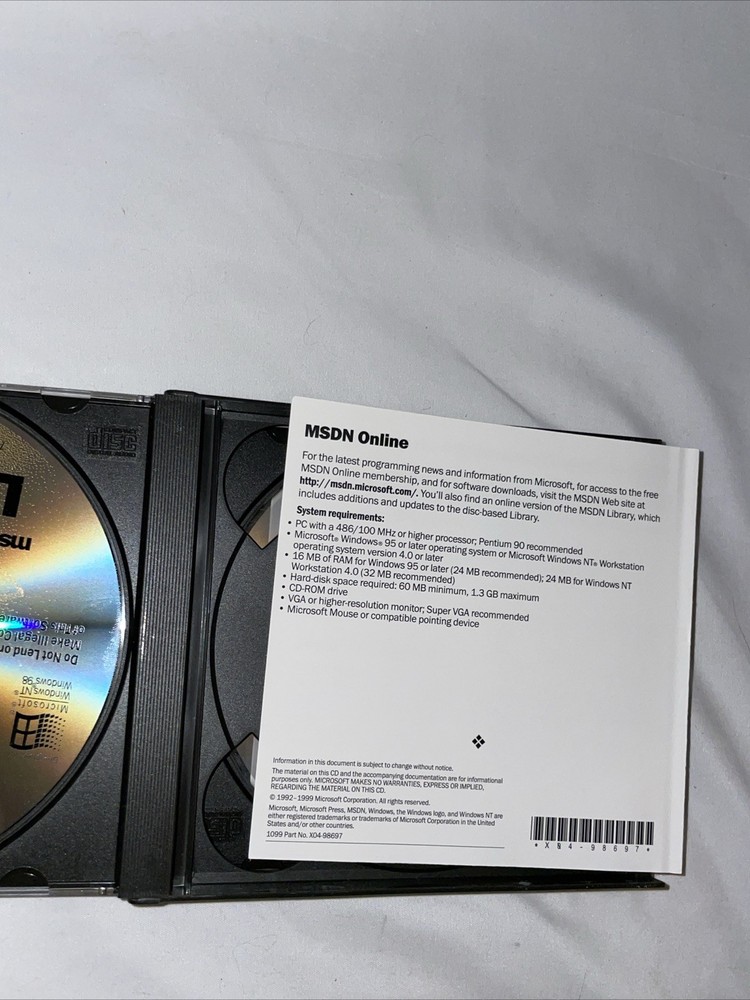 MSDN Online
For the latest programming news and information from Microsoft, for access to the free
MSDN Online membership, and for software downloads, visit the MSDN Web site at
http://msdn.microsoft.com/. You'll also find an online version of the MSDN Library, which
includes additions and updates to the disc-based Library.
System requirements:
• PC with a 486/100 MHz or higher processor; Pentium 90 recommended
• Microsoft® Windows® 95 or later operating system or Microsoft Windows NT® Workstation
operating system version 4.0 or later
• 16 MB of RAM for Windows 95 or later (24 MB recommended); 24 MB for Windows NT
Workstation 4.0 (32 MB recommended)
• Hard-disk space required: 60 MB minimum, 1.3 GB maximum
• CD-ROM drive
• VGA or higher-resolution monitor; Super VGA recommended
• Microsoft Mouse or compatible pointing device
Information in this document is subject to change without notice.
The material on this CD and the accompanying documentation are for informational
purposes only. MICROSOFT MAKES NO WARRANTIES, EXPRESS OR IMPLIED,
REGARDING THE MATERIAL ON THIS CD.
© 1992-1999 Microsoft Corporation. All rights reserved.
Microsoft, Microsoft Press, MSDN, Windows, the Windows logo, and Windows NT are
either registered trademarks or trademarks of Microsoft Corporation in the United
States and/or other countries.
1099 Part No. X04-98697
*X04-98697*
COMPACT
DISC
DIGITAL AUDIO
Microsoft®
Windows NT®
Windows 98
Do Not Lend or
Make Illegal Co
of this Software